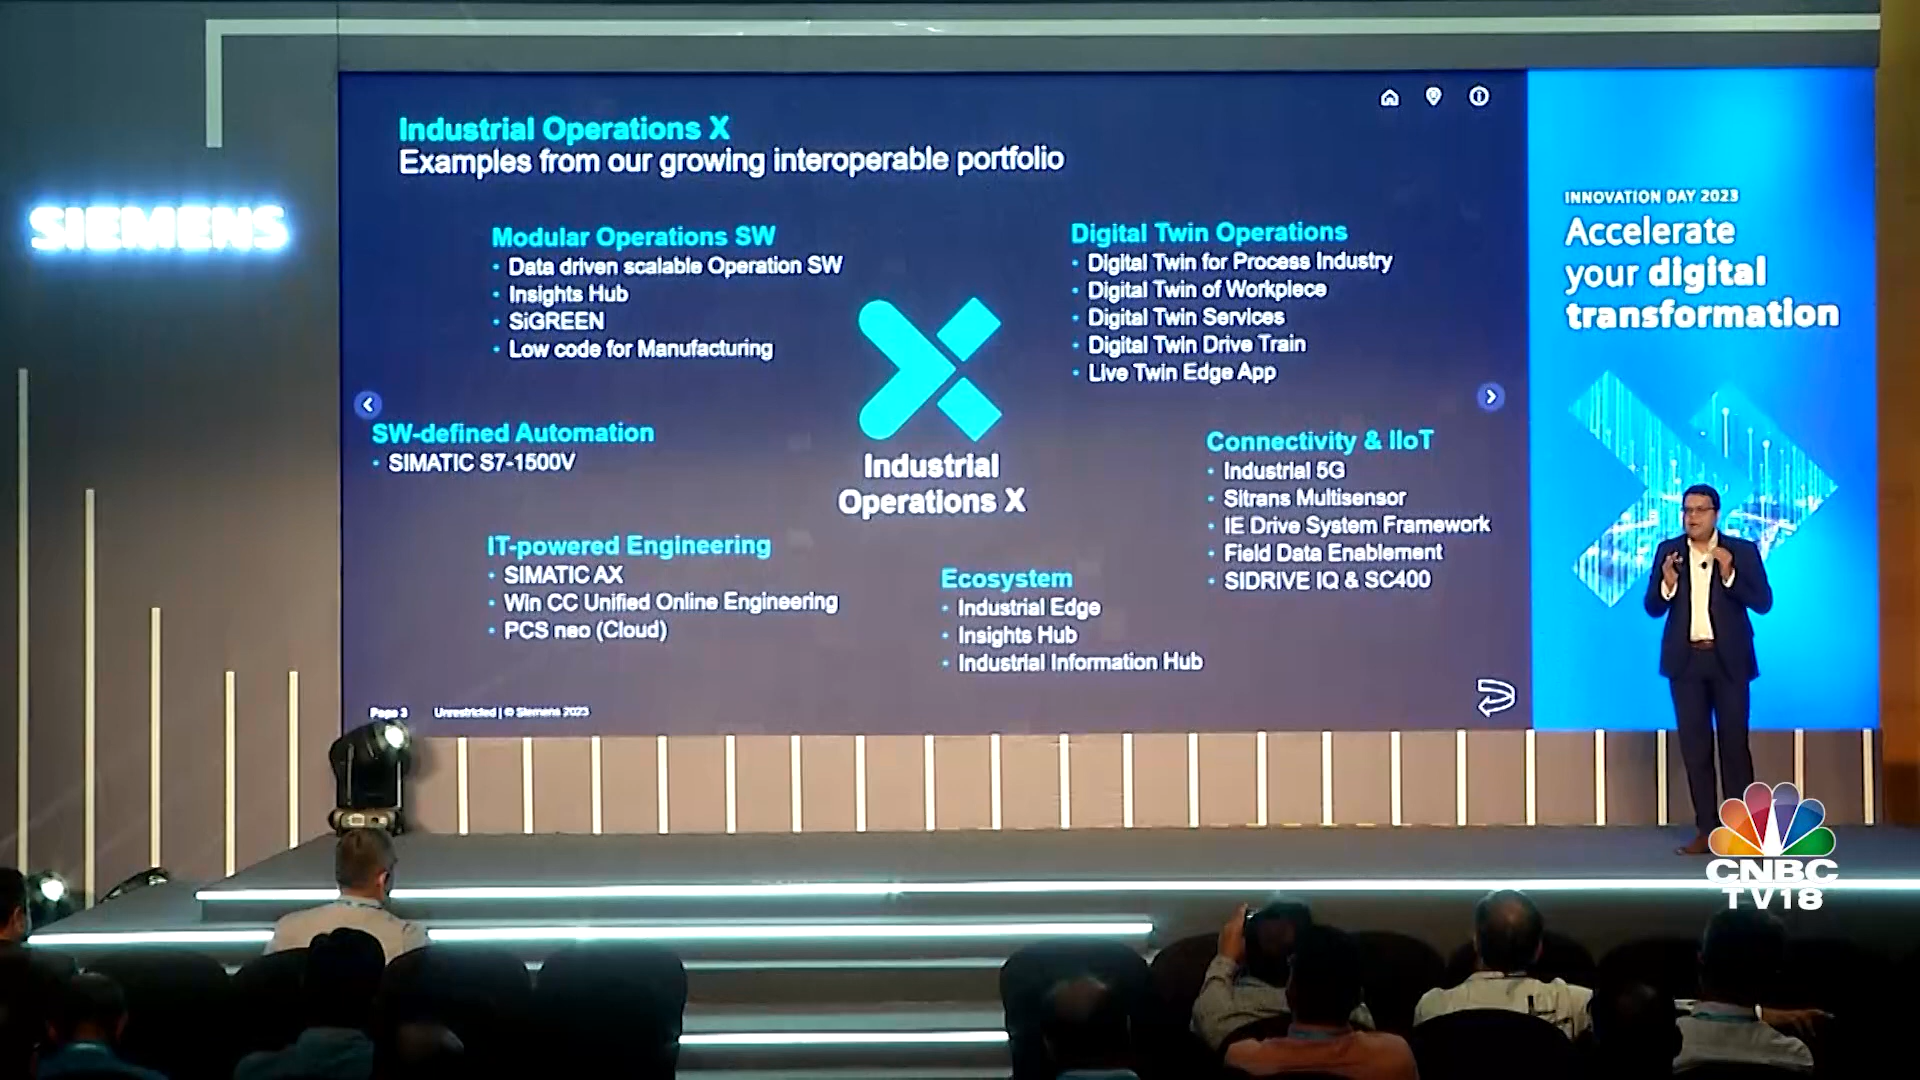 SIEMENS
Industrial Operations X
Examples from our growing interoperable portfolio
Modular Operations SW
• Data driven scalable Operation SW
• Insights Hub
• SiGREEN
• Low code for Manufacturing
Digital Twin Operations
• Digital Twin for Process Industry
• Digital Twin of Workpiece
• Digital Twin Services
• Digital Twin Drive Train
• Live Twin Edge App
SW-defined Automation
• SIMATIC S7-1500V
Industrial
Operations X
Connectivity & IIoT
• Industrial 5G
• Sitrans Multisensor
• IE Drive System Framework
• Field Data Enablement
• SIDRIVE IQ & SC400
IT-powered Engineering
• SIMATIC AX
• Win CC Unified Online Engineering
• PCS neo (Cloud)
Ecosystem
• Industrial Edge
• Insights Hub
• Industrial Information Hub
Page 3 Unrestricted | © Siemens 2023
INNOVATION DAY 2023
Accelerate
your digital
transformation
CNBC
TV18